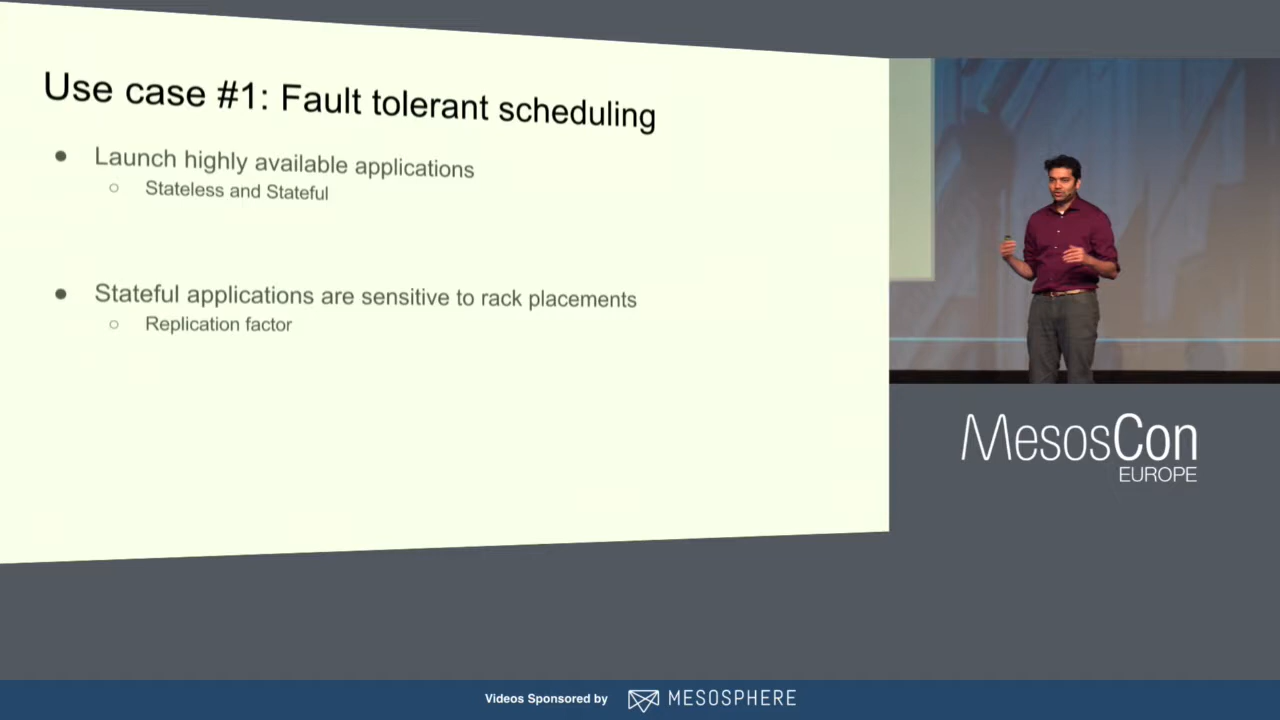 Use case #1: Fault tolerant scheduling
● Launch highly available applications
○ Stateless and Stateful
● Stateful applications are sensitive to rack placements
○ Replication factor
MesosCon
EUROPE
Videos Sponsored by MESOSPHERE